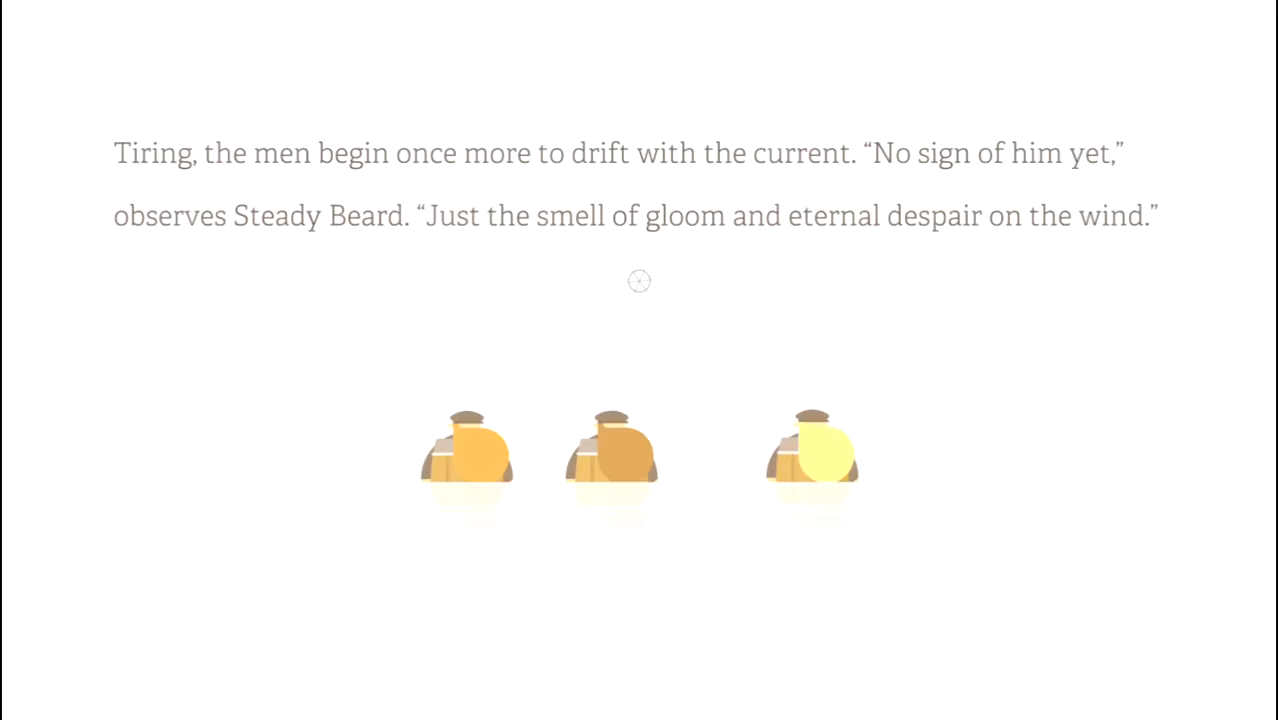 Tiring, the men begin once more to drift with the current. “No sign of him yet,”
observes Steady Beard. “Just the smell of gloom and eternal despair on the wind.”